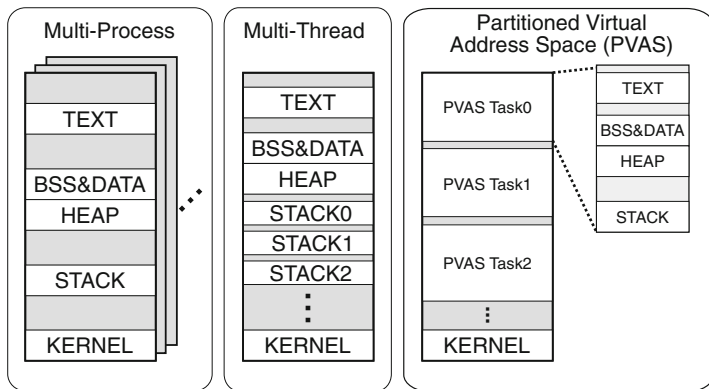 Multi-Process
TEXT
BSS&DATA
HEAP
STACK
KERNEL
Multi-Thread
TEXT
BSS&DATA
HEAP
STACK0
STACK1
STACK2
KERNEL
Partitioned Virtual
Address Space (PVAS)
PVAS Task0
PVAS Task1
PVAS Task2
KERNEL
TEXT
BSS&DATA
HEAP
STACK